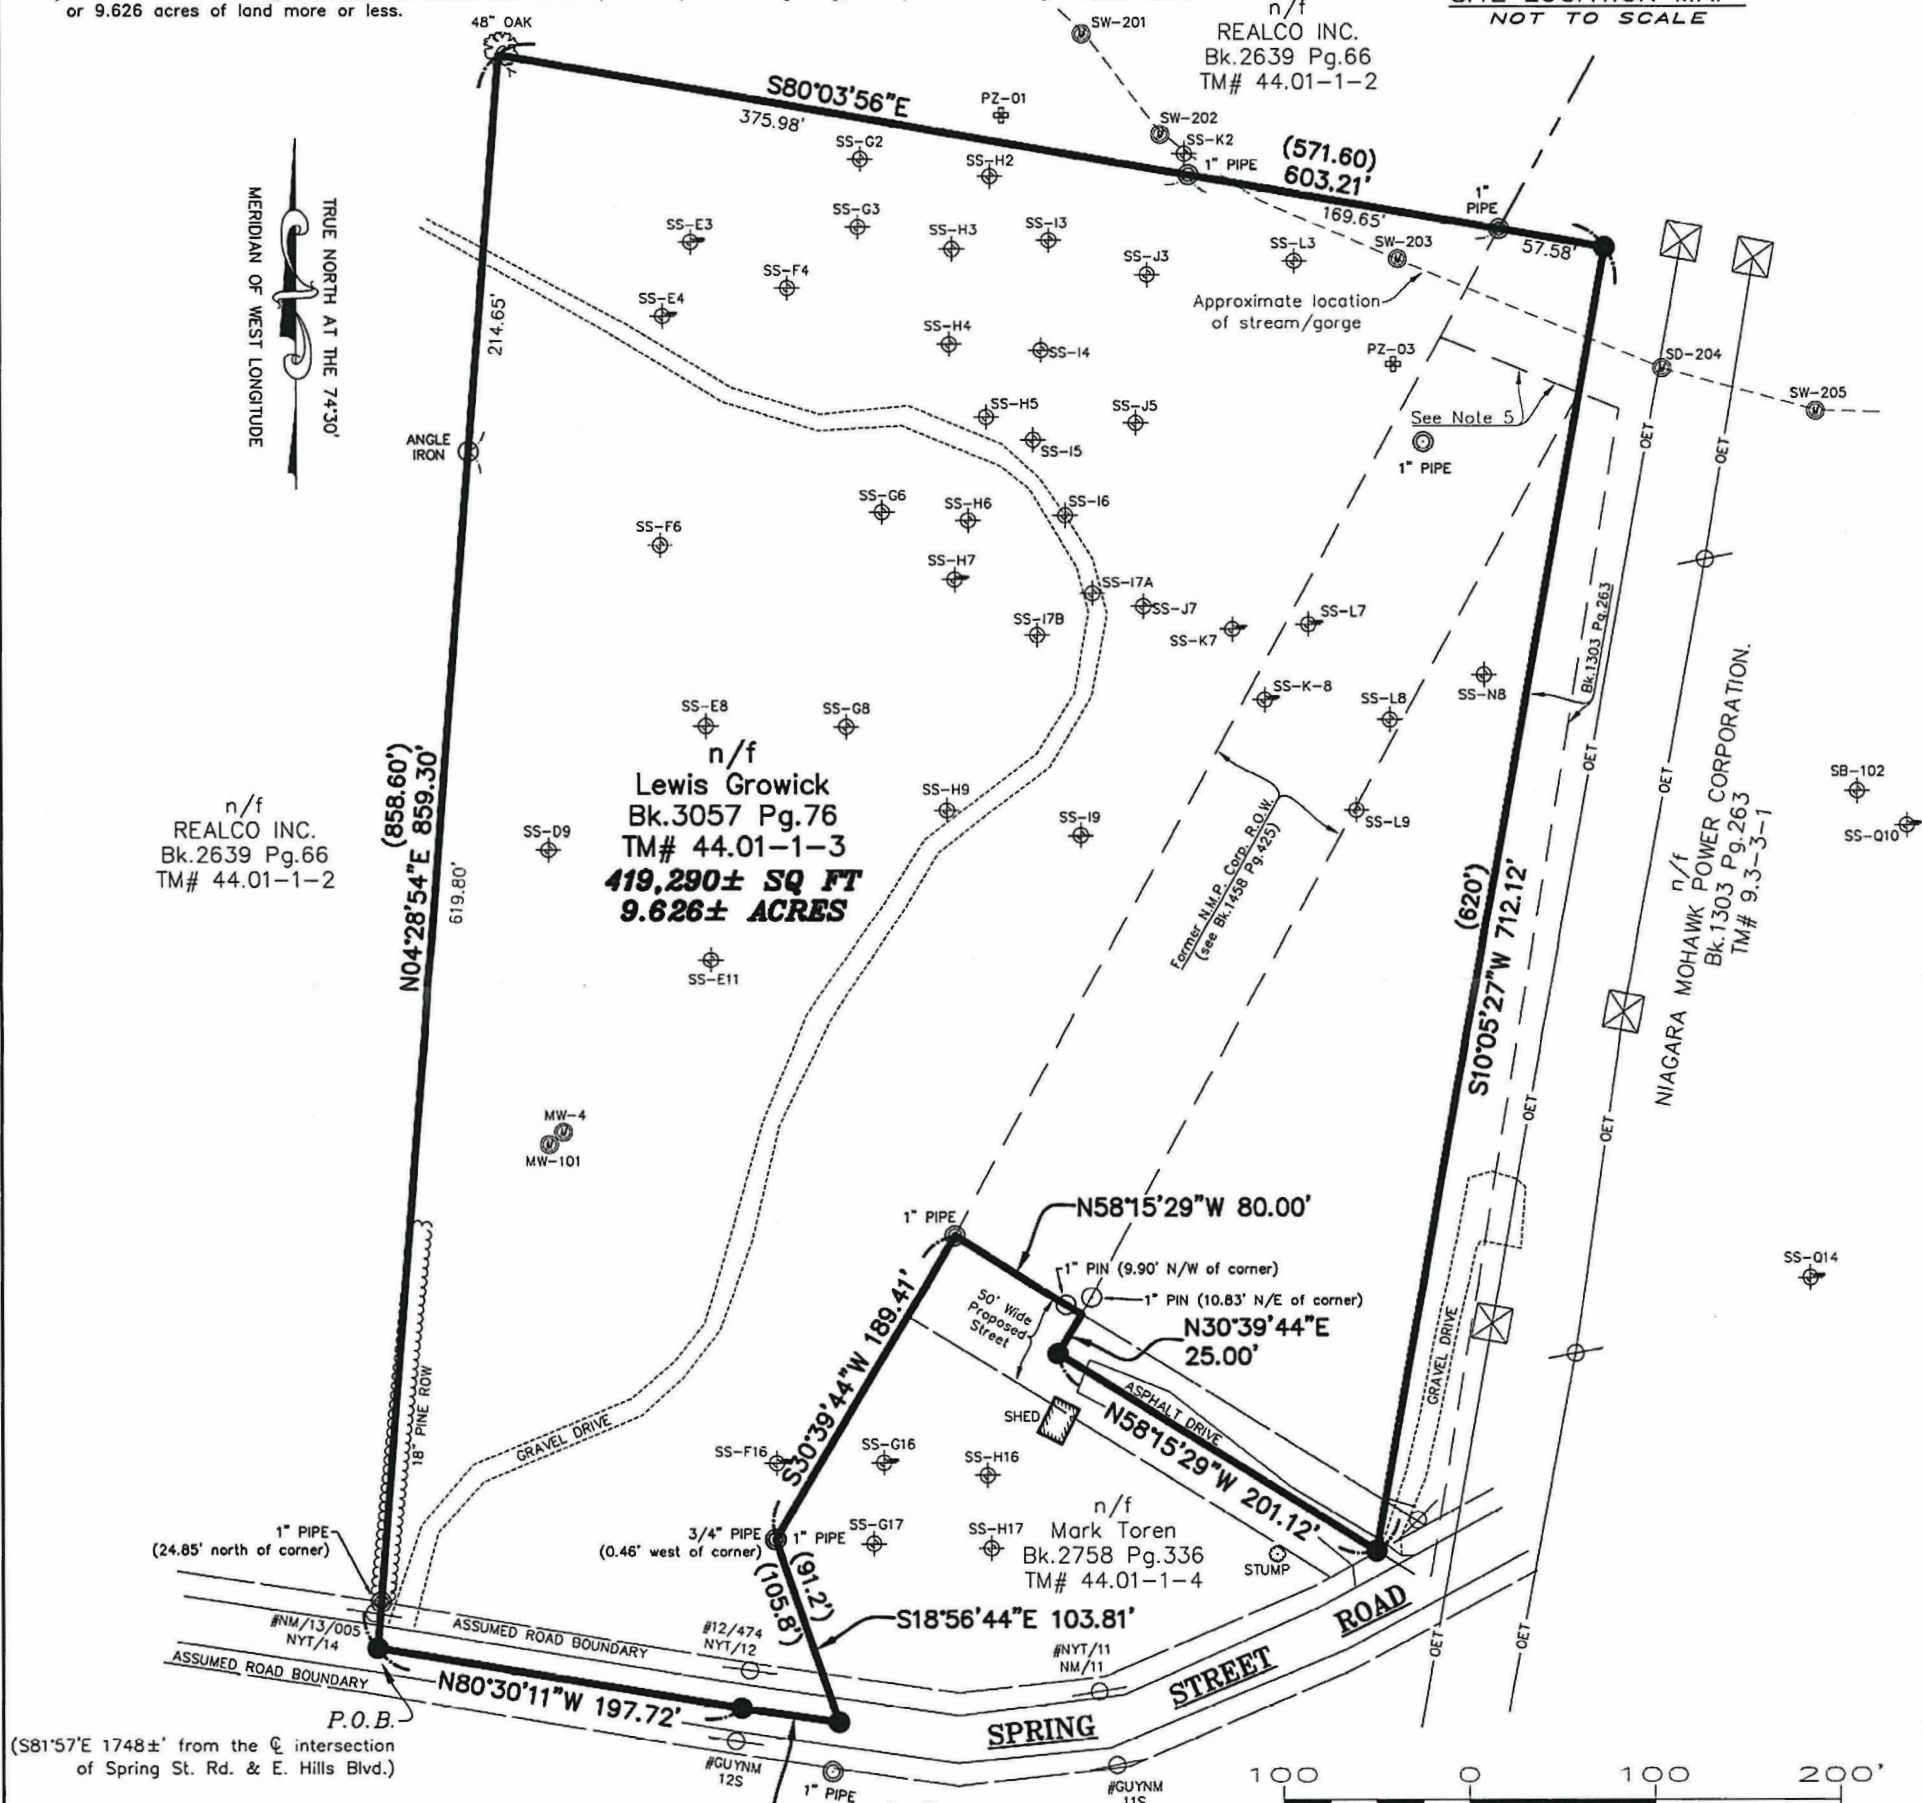 or 9.626 acres of land more or less.
NOT TO SCALE
48" OAK
SW-201
n/f
REALCO INC.
Bk.2639 Pg.66
TM# 44.01-1-2
S80°03'56"E
375.98'
PZ-01
SW-202
SS-K2
1" PIPE
(571.60)
603.21'
169.65'
1"
PIPE
57.58'
SS-G2
SS-H2
SS-E3
SS-G3
SS-H3
SS-I3
SS-J3
SS-L3
SW-203
SS-F4
SS-E4
SS-H4
SS-I4
Approximate location
of stream/gorge
PZ-03
SD-204
SW-205
TRUE NORTH AT THE 74°30'
MERIDIAN OF WEST LONGITUDE
214.65'
ANGLE
IRON
SS-H5
SS-I5
SS-J5
See Note 5
1" PIPE
OET
OET
SS-G6
SS-H6
SS-I6
SS-F6
SS-H7
SS-I7A
SS-J7
SS-I7B
SS-K7
SS-L7
SS-K-8
SS-L8
SS-N8
Bk.1303 Pg.263
SS-E8
SS-G8
n/f
Lewis Growick
Bk.3057 Pg.76
TM# 44.01-1-3
419,290± SQ FT
9.626± ACRES
n/f
REALCO INC.
Bk.2639 Pg.66
TM# 44.01-1-2
(858.60')
N04°28'54"E 859.30'
619.80'
SS-D9
SS-H9
SS-I9
SS-L9
Former N.M.P. Corp. R.O.W.
(see Bk.1458 Pg.425)
OET
OET
(620')
S10°05'27"W 712.12'
n/f
NIAGARA MOHAWK POWER CORPORATION.
Bk.1303 Pg.263
TM# 9.3-3-1
SB-102
SS-Q10
SS-E11
MW-4
MW-101
OET
OET
1" PIPE
N58°15'29"W 80.00'
1" PIN (9.90' N/W of corner)
1" PIN (10.83' N/E of corner)
50' Wide
Proposed
Street
N30°39'44"E
25.00'
SS-Q14
GRAVEL DRIVE
S30°39'44"W 189.41'
ASPHALT DRIVE
SHED
N58°15'29"W 201.12'
18" PINE ROW
GRAVEL DRIVE
SS-F16
SS-G16
SS-H16
n/f
Mark Toren
Bk.2758 Pg.336
TM# 44.01-1-4
3/4" PIPE
(0.46' west of corner)
1" PIPE
SS-G17
SS-H17
STUMP
1" PIPE
(24.85' north of corner)
(91.2')
(105.8')
S18°56'44"E 103.81'
#NM/13/005
NYT/14
ASSUMED ROAD BOUNDARY
#12/474
NYT/12
#NYT/11
NM/11
SPRING STREET ROAD
OET
OET
ASSUMED ROAD BOUNDARY
N80°30'11"W 197.72'
P.O.B.
(S81°57'E 1748±' from the ℄ intersection
of Spring St. Rd. & E. Hills Blvd.)
#GUYNM
12S
1" PIPE
#GUYNM
11S
100 0 100 200'